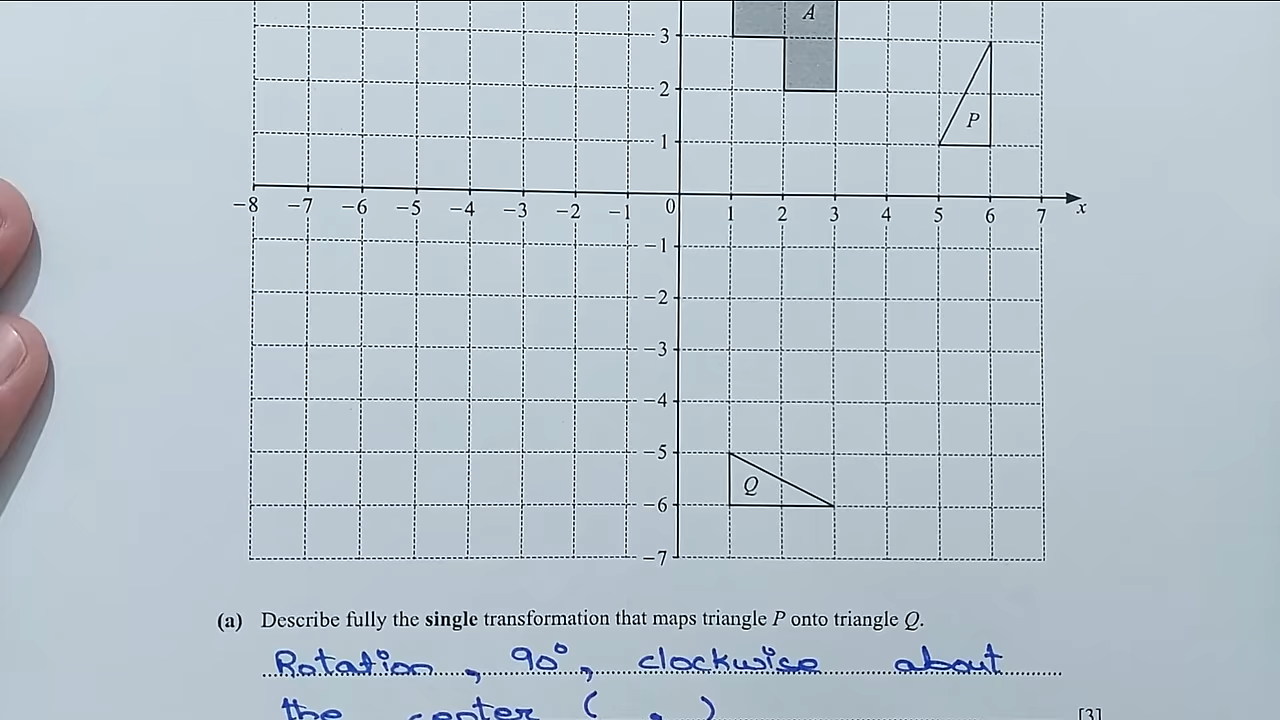 A
3
2
P
1
−8 −7 −6 −5 −4 −3 −2 −1 0 1 2 3 4 5 6 7 x
−1
−2
−3
−4
−5
Q
−6
−7
(a) Describe fully the single transformation that maps triangle P onto triangle Q.
Rotation, 90°, clockwise about
the center ( , )
[3]